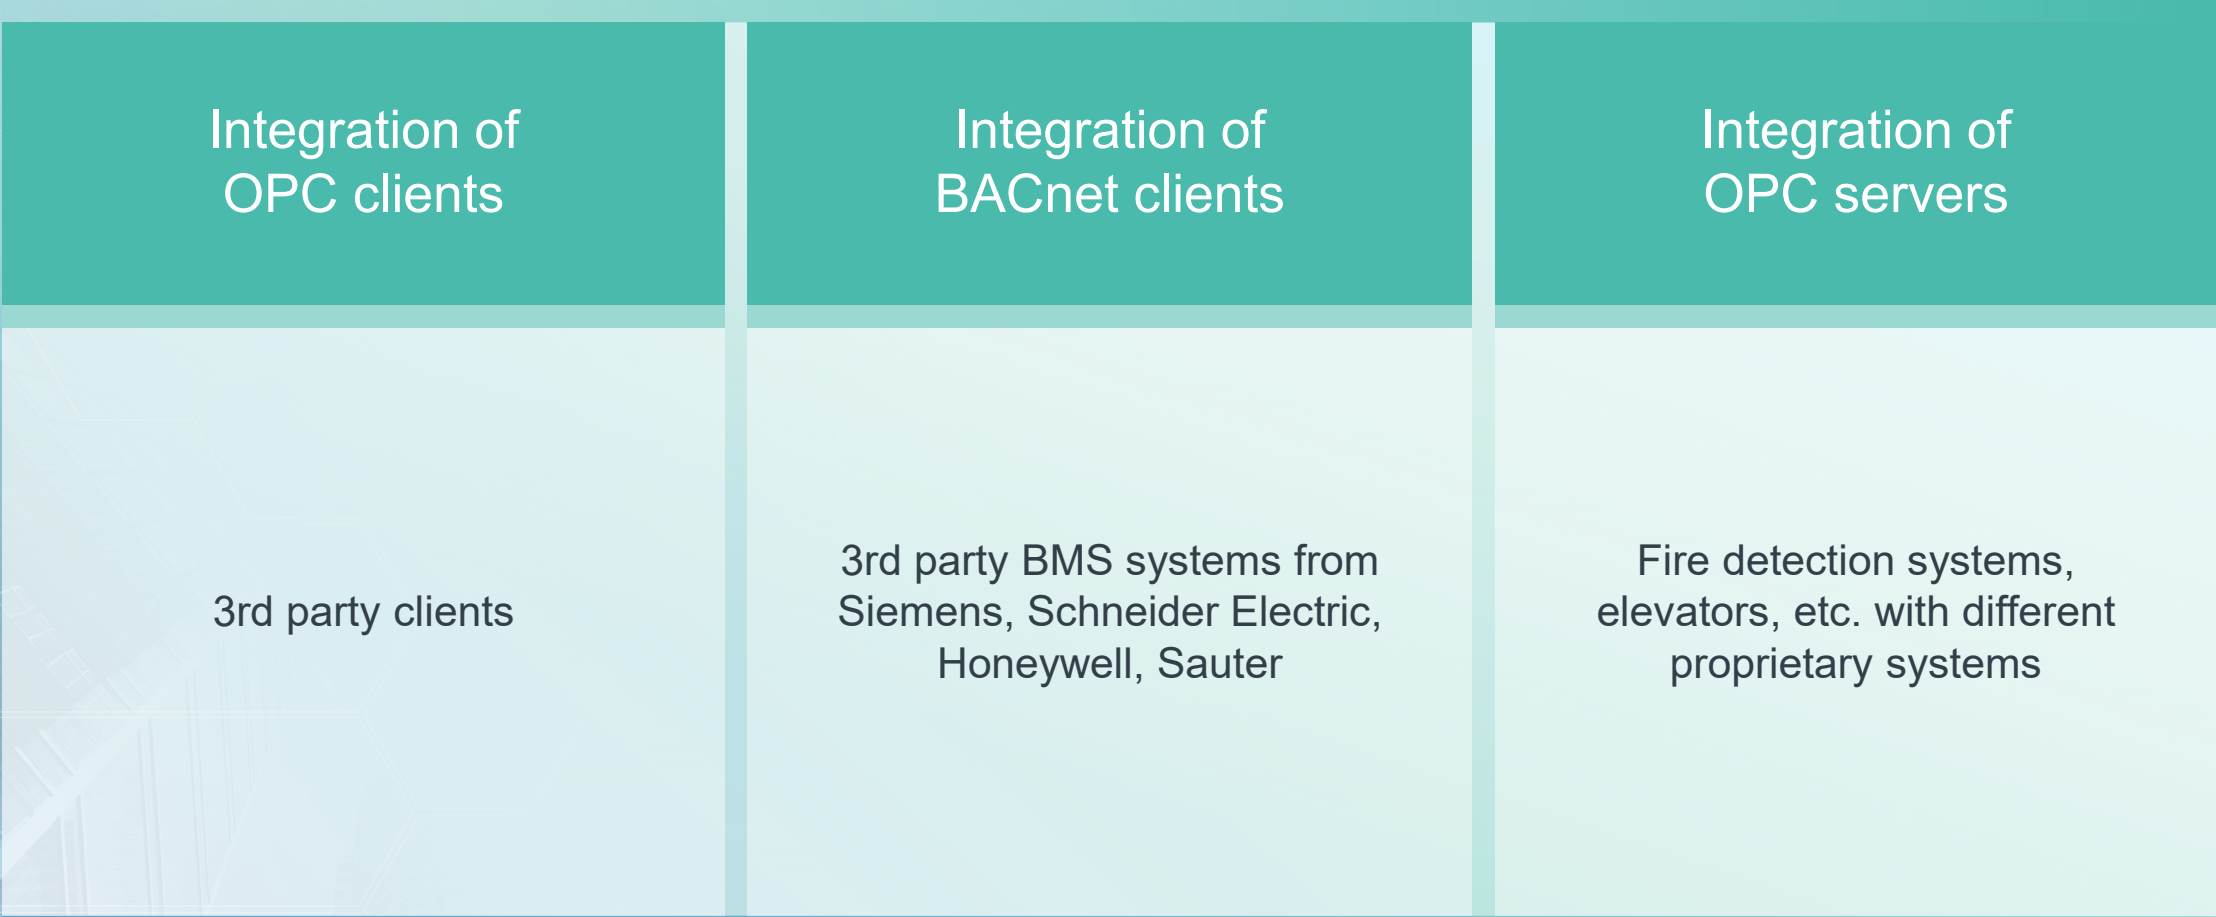 Integration of
OPC clients
Integration of
BACnet clients
Integration of
OPC servers
3rd party clients
3rd party BMS systems from
Siemens, Schneider Electric,
Honeywell, Sauter
Fire detection systems,
elevators, etc. with different
proprietary systems